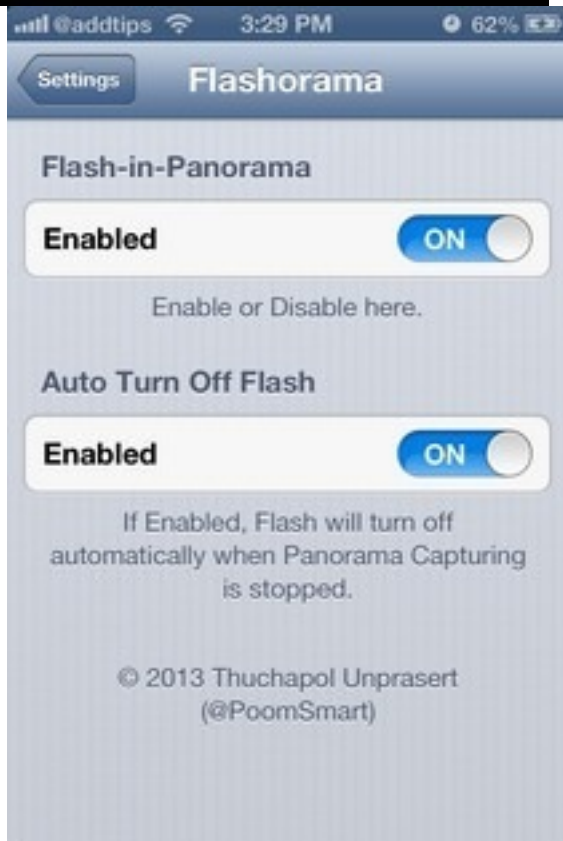 @addtips 3:29 PM 62%
Settings Flashorama
Flash-in-Panorama
Enabled ON
Enable or Disable here.
Auto Turn Off Flash
Enabled ON
If Enabled, Flash will turn off
automatically when Panorama Capturing
is stopped.
© 2013 Thuchapol Unprasert
(@PoomSmart)